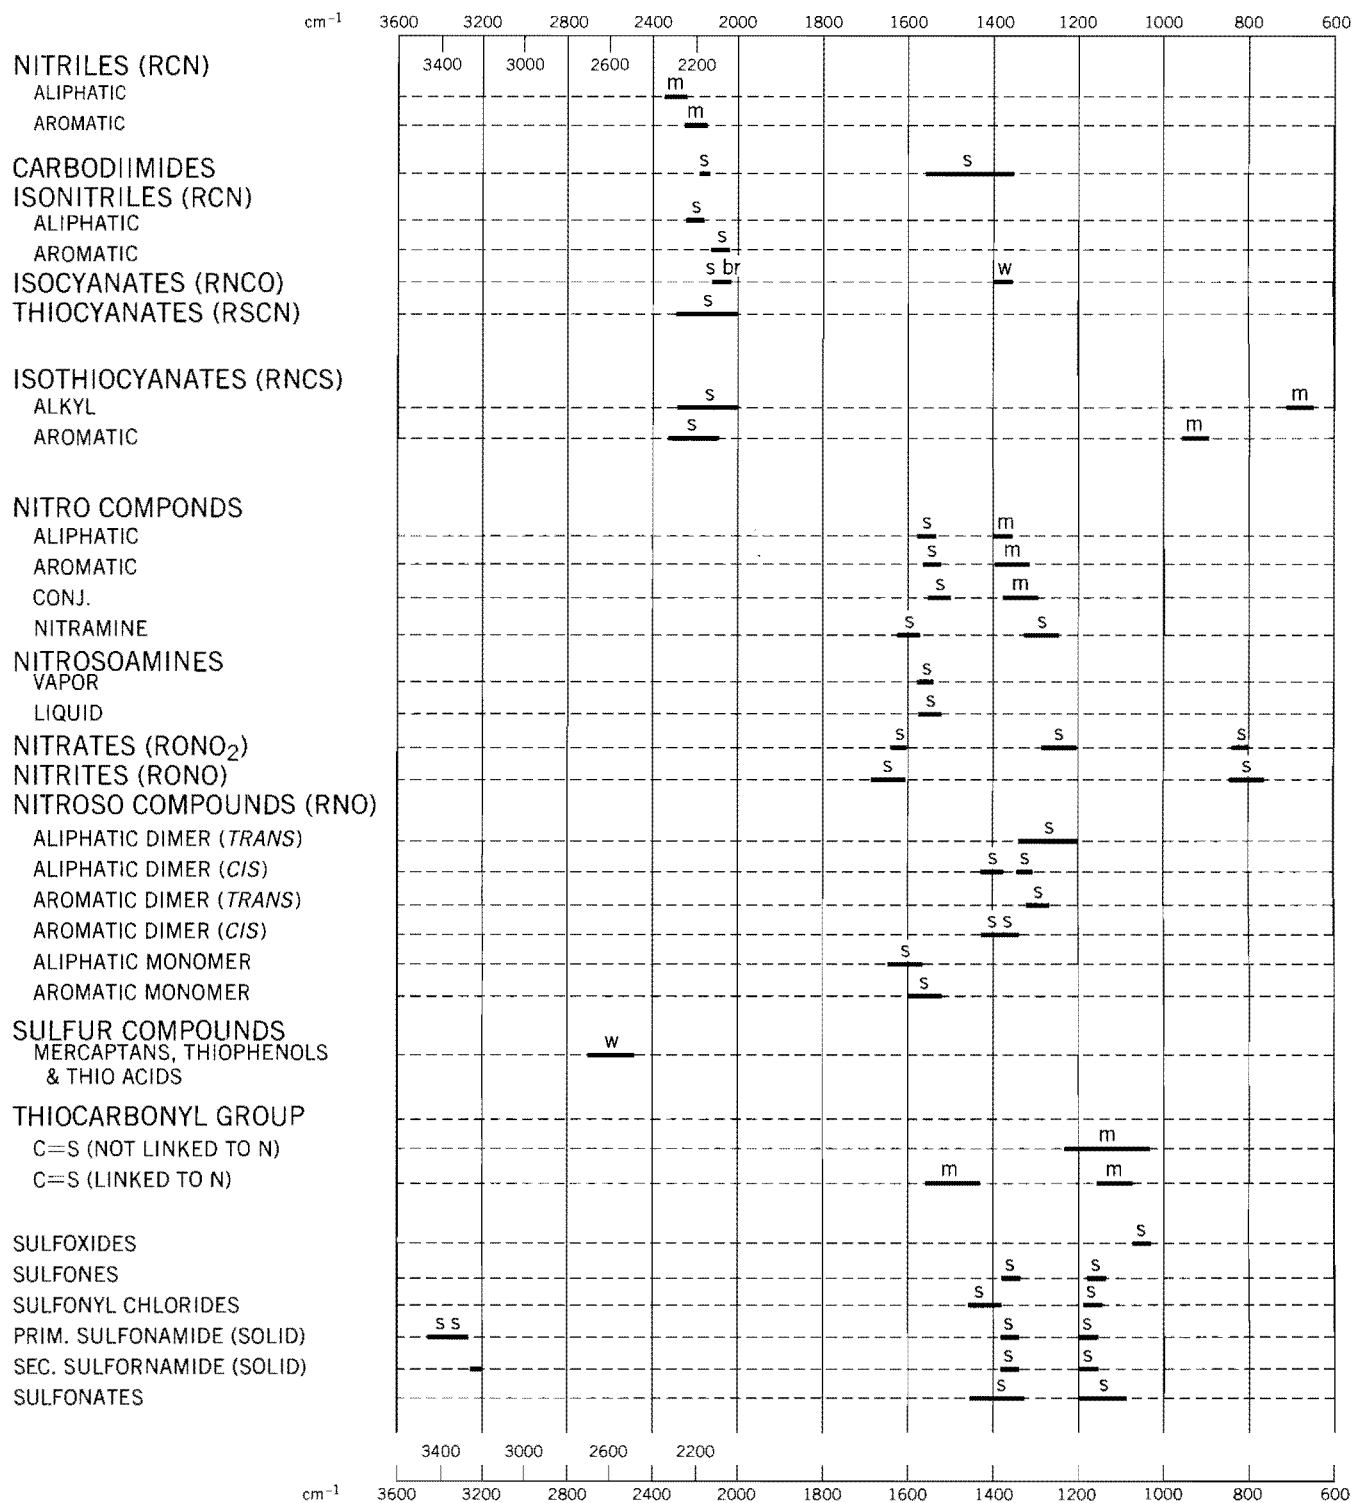 cm⁻¹ 3600 3200 2800 2400 2000 1800 1600 1400 1200 1000 800 600
3400 3000 2600 2200
NITRILES (RCN)
m
ALIPHATIC
m
AROMATIC
s s
CARBODIIMIDES
ISONITRILES (RCN)
s
ALIPHATIC
s
AROMATIC
s br w
ISOCYANATES (RNCO)
s
THIOCYANATES (RSCN)
ISOTHIOCYANATES (RNCS)
s m
ALKYL
s m
AROMATIC
NITRO COMPONDS
s m
ALIPHATIC
s m
AROMATIC
s m
CONJ.
s s
NITRAMINE
NITROSOAMINES
s
VAPOR
s
LIQUID
s s s
NITRATES (RONO₂)
s s
NITRITES (RONO)
NITROSO COMPOUNDS (RNO)
s
ALIPHATIC DIMER (TRANS)
s s
ALIPHATIC DIMER (CIS)
s
AROMATIC DIMER (TRANS)
s s
AROMATIC DIMER (CIS)
s
ALIPHATIC MONOMER
s
AROMATIC MONOMER
SULFUR COMPOUNDS
w
MERCAPTANS, THIOPHENOLS
& THIO ACIDS
THIOCARBONYL GROUP
m
C=S (NOT LINKED TO N)
m m
C=S (LINKED TO N)
s
SULFOXIDES
s s
SULFONES
s s
SULFONYL CHLORIDES
s s s s
PRIM. SULFONAMIDE (SOLID)
s s
SEC. SULFORNAMIDE (SOLID)
s s
SULFONATES
3400 3000 2600 2200
cm⁻¹ 3600 3200 2800 2400 2000 1800 1600 1400 1200 1000 800 600